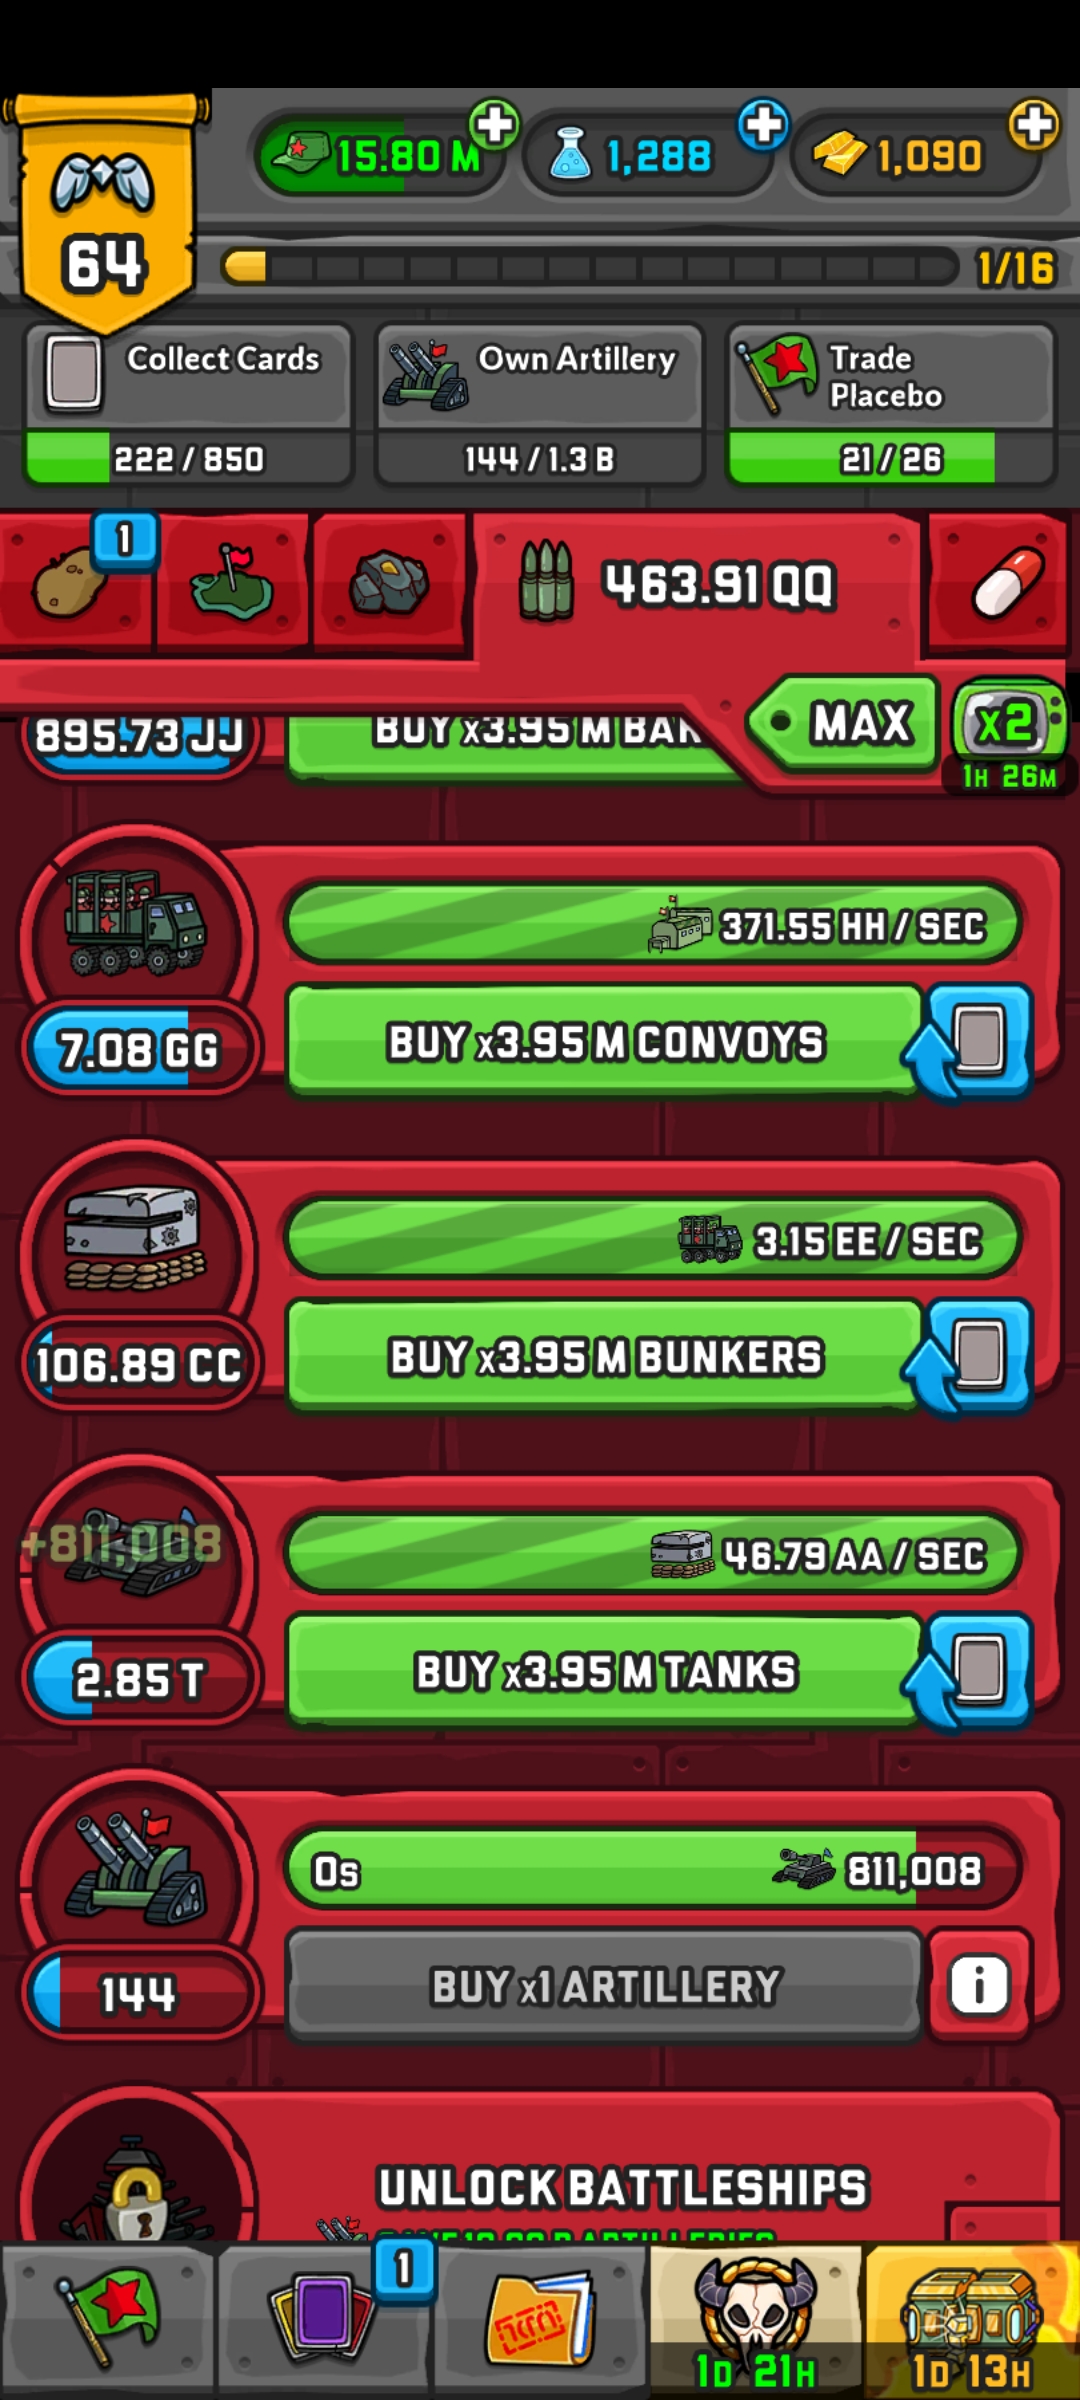 15.80 M
1,288
1,090
64
1/16
Collect Cards
Own Artillery
Trade
Placebo
222 / 850
144 / 1.3 B
21 / 26
1
463.91 QQ
MAX
X2
1H 26M
895.73 JJ
BUY x3.95 M
371.55 HH / SEC
7.08 GG
BUY x3.95 M CONVOYS
3.15 EE / SEC
106.89 CC
BUY x3.95 M BUNKERS
+811,008
46.79 AA / SEC
2.85 T
BUY x3.95 M TANKS
0s
811,008
144
BUY x1 ARTILLERY
i
UNLOCK BATTLESHIPS
1
1D 21H
1D 13H